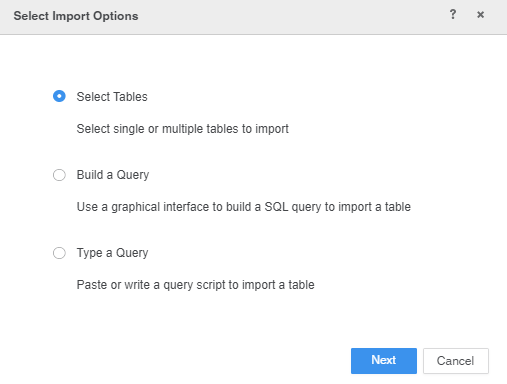 Select Import Options ? ×
Select Tables
Select single or multiple tables to import
Build a Query
Use a graphical interface to build a SQL query to import a table
Type a Query
Paste or write a query script to import a table
Next Cancel